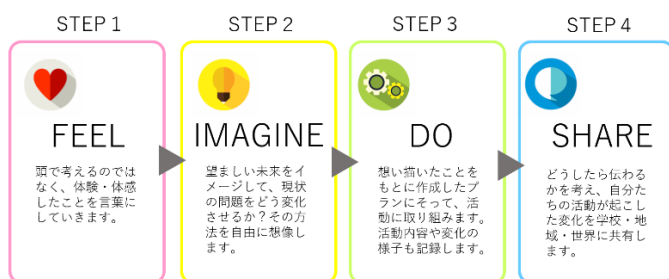 STEP 1
FEEL
頭で考えるのでは
なく、体験・体感
したことを言葉に
していきます。
STEP 2
IMAGINE
望ましい未来をイ
メージして、現状
の問題をどう変化
させるか？その方
法を自由に想像し
ます。
STEP 3
DO
想い描いたことを
もとに作成したプ
ランにそって、活
動に取り組みます。
活動内容や変化の
様子も記録します。
STEP 4
SHARE
どうしたら伝わる
かを考え、自分た
ちの活動が起こし
た変化を学校・地
域・世界に共有し
ます。